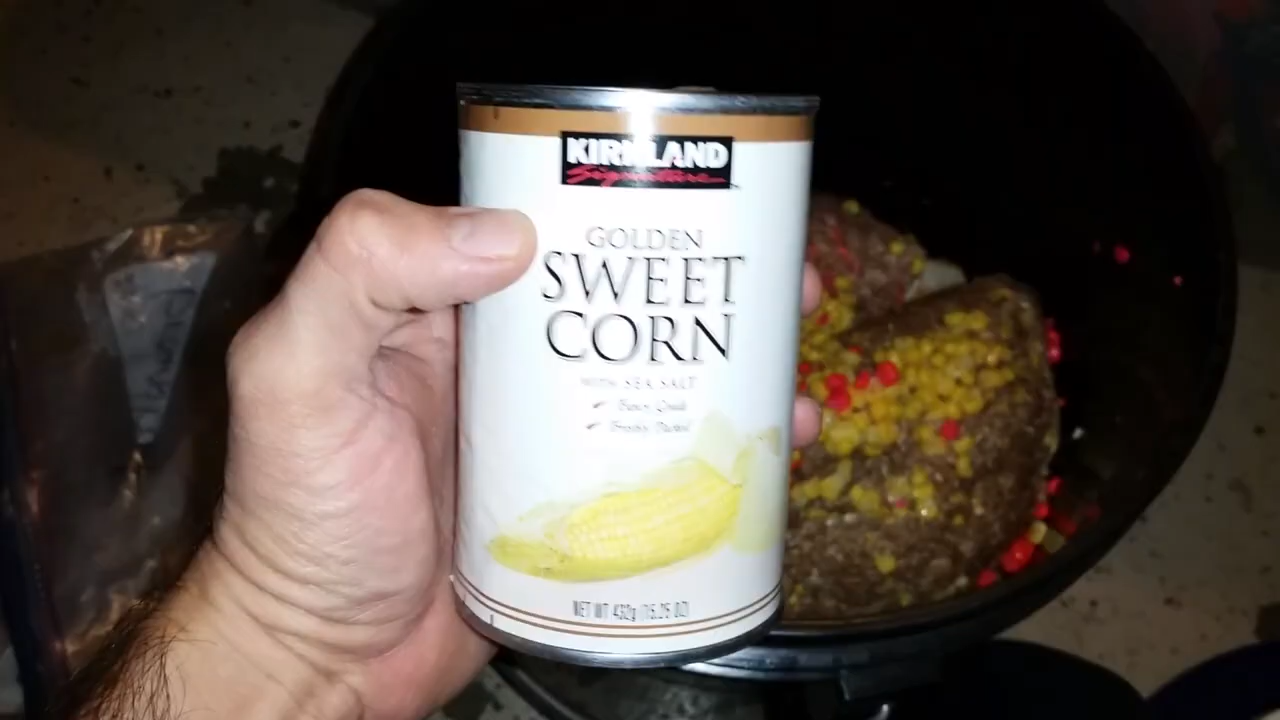 KIRKLAND
Signature
GOLDEN
SWEET
CORN
WITH SEA SALT
NET WT 432g (15.25 OZ)